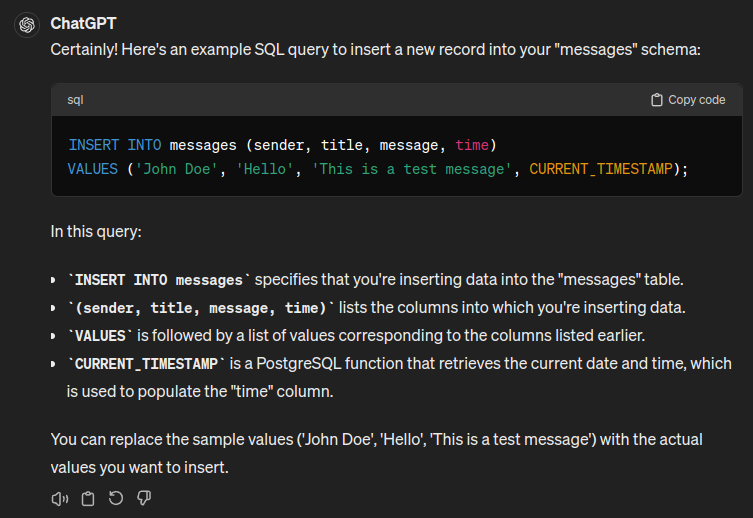 ChatGPT
Certainly! Here's an example SQL query to insert a new record into your "messages" schema:
sql
Copy code
INSERT INTO messages (sender, title, message, time)
VALUES ('John Doe', 'Hello', 'This is a test message', CURRENT_TIMESTAMP);
In this query:
• `INSERT INTO messages` specifies that you're inserting data into the "messages" table.
• `(sender, title, message, time)` lists the columns into which you're inserting data.
• `VALUES` is followed by a list of values corresponding to the columns listed earlier.
• `CURRENT_TIMESTAMP` is a PostgreSQL function that retrieves the current date and time, which
is used to populate the "time" column.
You can replace the sample values ('John Doe', 'Hello', 'This is a test message') with the actual
values you want to insert.